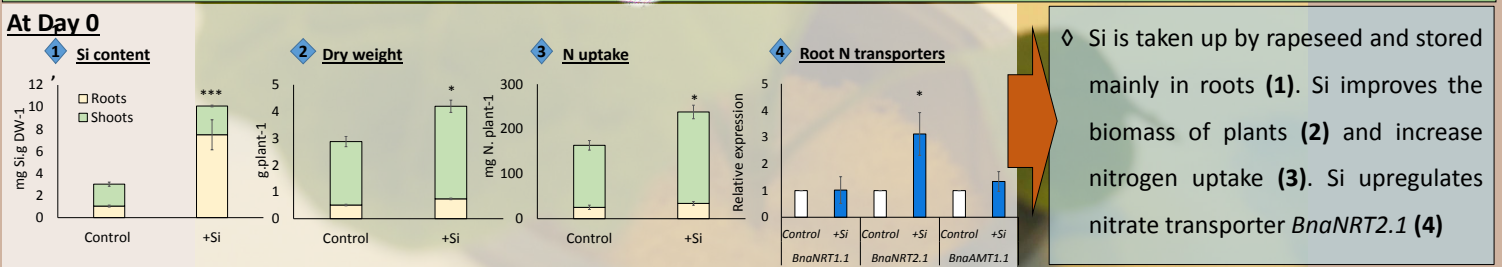 At Day 0
1 Si content
,
12
10
8
6
4
2
0
mg Si.g DW-1
Roots
Shoots
***
Control +Si
2 Dry weight
5
4
3
2
1
0
g.plant-1
*
Control +Si
3 N uptake
300
200
100
0
mg N. plant-1
*
Control +Si
4 Root N transporters
5
4
3
2
1
0
Relative expression
*
Control +Si Control +Si Control +Si
BnaNRT1.1 BnaNRT2.1 BnaAMT1.1
◊ Si is taken up by rapeseed and stored
mainly in roots (1). Si improves the
biomass of plants (2) and increase
nitrogen uptake (3). Si upregulates
nitrate transporter BnaNRT2.1 (4)